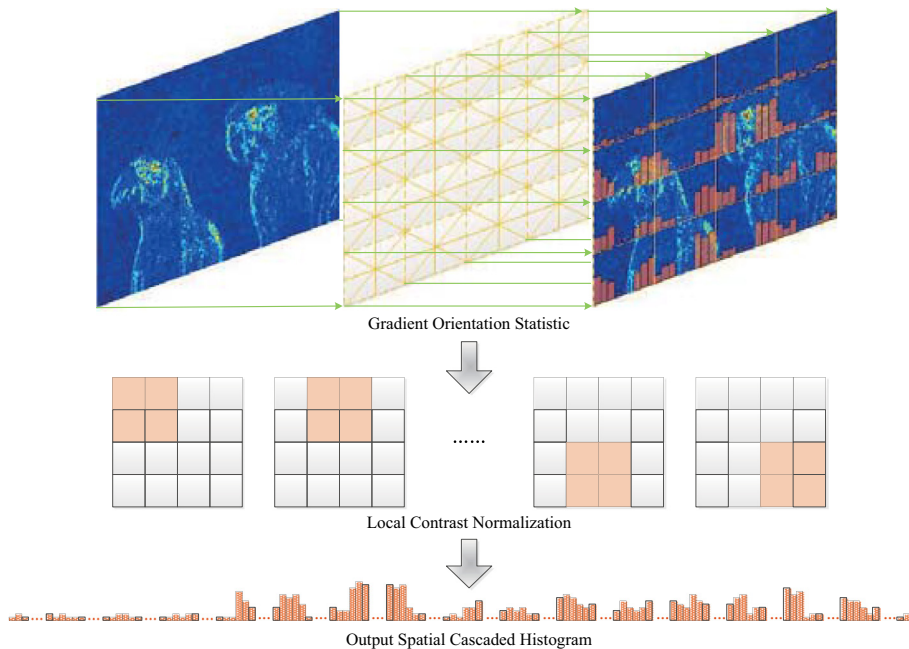 Gradient Orientation Statistic
......
Local Contrast Normalization
Output Spatial Cascaded Histogram